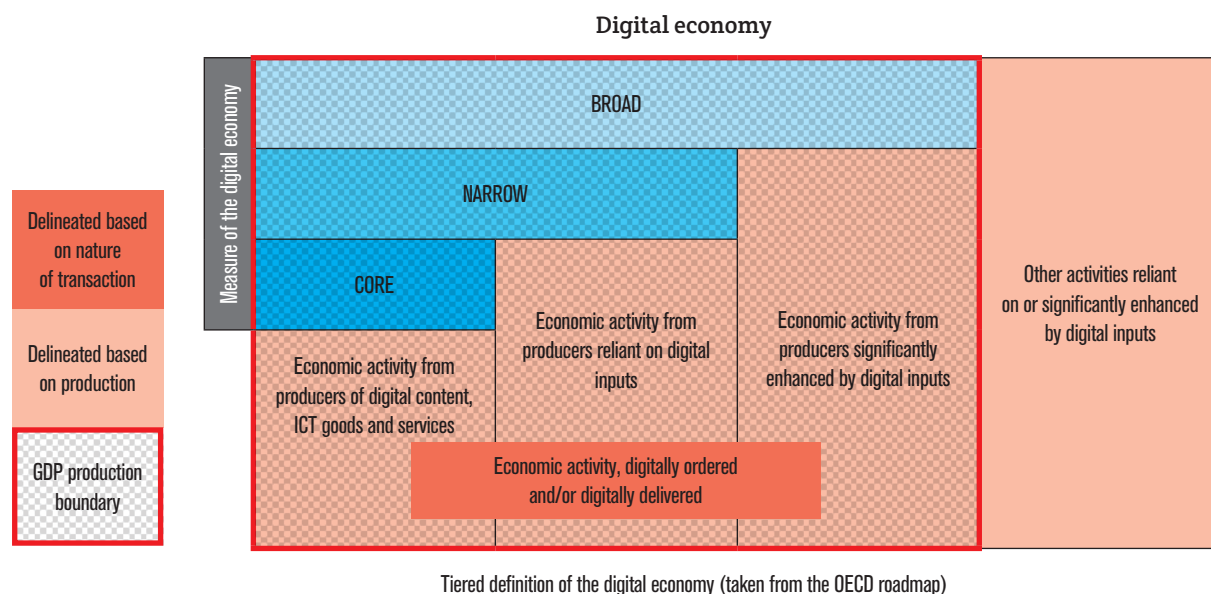 Digital economy
Measure of the digital economy
BROAD
NARROW
CORE
Delineated based
on nature
of transaction
Delineated based
on production
GDP production
boundary
Economic activity from
producers of digital content,
ICT goods and services
Economic activity from
producers reliant on digital
inputs
Economic activity from
producers significantly
enhanced by digital inputs
Other activities reliant
on or significantly enhanced
by digital inputs
Economic activity, digitally ordered
and/or digitally delivered
Tiered definition of the digital economy (taken from the OECD roadmap)